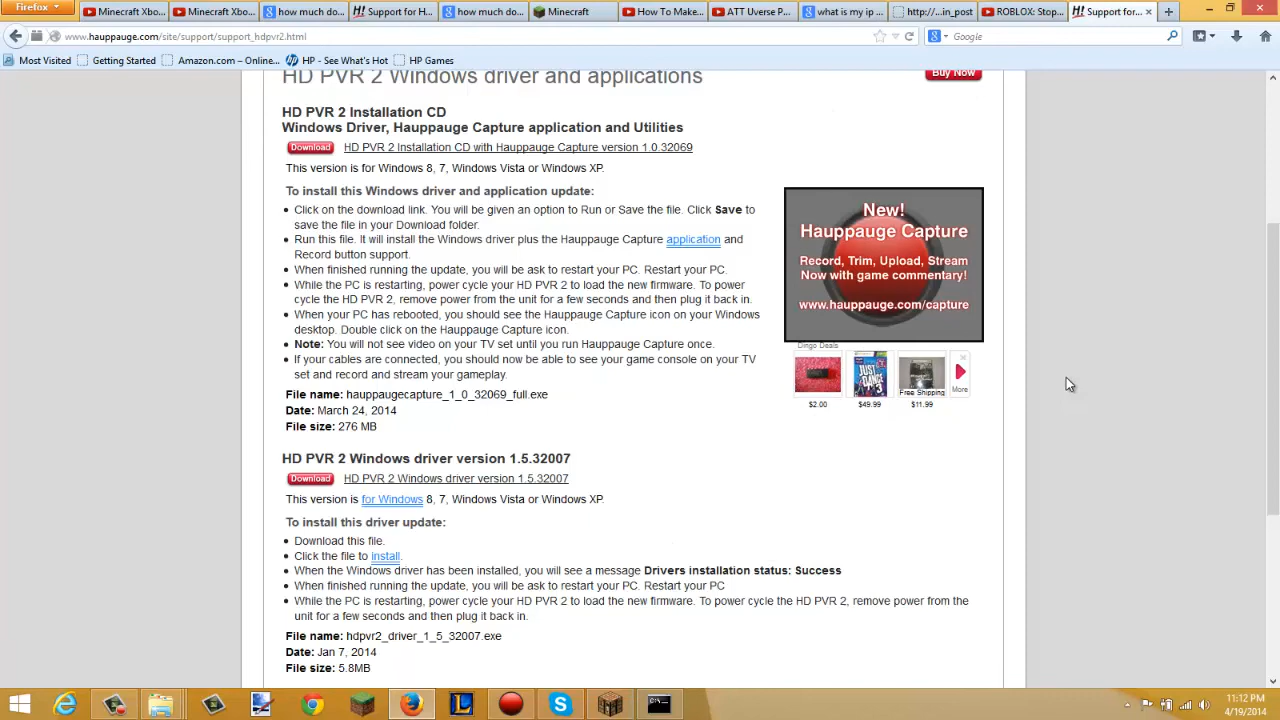 Firefox
Minecraft Xbo...
Minecraft Xbo...
how much do...
Support for H...
how much do...
Minecraft
How To Make...
ATT Uverse P...
what is my ip ...
http:/...in_post
ROBLOX: Stop...
Support for...
www.hauppauge.com/site/support/support_hdpvr2.html
Google
Most Visited
Getting Started
Amazon.com – Online...
HP - See What's Hot
HP Games
HD PVR 2 Windows driver and applications
Buy Now
HD PVR 2 Installation CD
Windows Driver, Hauppauge Capture application and Utilities
Download HD PVR 2 Installation CD with Hauppauge Capture version 1.0.32069
This version is for Windows 8, 7, Windows Vista or Windows XP.
To install this Windows driver and application update:
Click on the download link. You will be given an option to Run or Save the file. Click Save to
save the file in your Download folder.
Run this file. It will install the Windows driver plus the Hauppauge Capture application and
Record button support.
When finished running the update, you will be ask to restart your PC. Restart your PC.
While the PC is restarting, power cycle your HD PVR 2 to load the new firmware. To power
cycle the HD PVR 2, remove power from the unit for a few seconds and then plug it back in.
When your PC has rebooted, you should see the Hauppauge Capture icon on your Windows
desktop. Double click on the Hauppauge Capture icon.
Note: You will not see video on your TV set until you run Hauppauge Capture once.
If your cables are connected, you should now be able to see your game console on your TV
set and record and stream your gameplay.
File name: hauppaugecapture_1_0_32069_full.exe
Date: March 24, 2014
File size: 276 MB
New!
Hauppauge Capture
Record, Trim, Upload, Stream
Now with game commentary!
www.hauppauge.com/capture
Dingo Deals
JUST DANCE 3
Free Shipping
More
$2.00
$49.99
$11.99
HD PVR 2 Windows driver version 1.5.32007
Download HD PVR 2 Windows driver version 1.5.32007
This version is for Windows 8, 7, Windows Vista or Windows XP.
To install this driver update:
Download this file.
Click the file to install.
When the Windows driver has been installed, you will see a message Drivers installation status: Success
When finished running the update, you will be ask to restart your PC. Restart your PC
While the PC is restarting, power cycle your HD PVR 2 to load the new firmware. To power cycle the HD PVR 2, remove power from the
unit for a few seconds and then plug it back in.
File name: hdpvr2_driver_1_5_32007.exe
Date: Jan 7, 2014
File size: 5.8MB
11:12 PM
4/19/2014